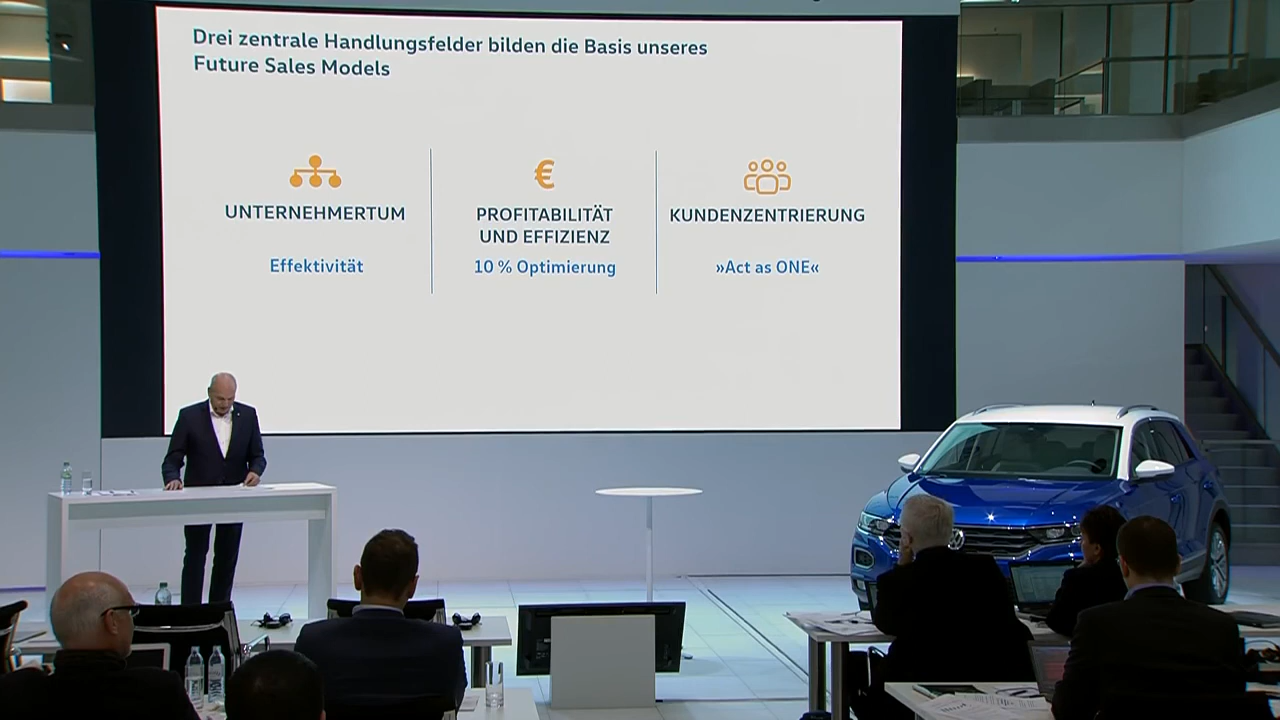 Drei zentrale Handlungsfelder bilden die Basis unseres
Future Sales Models
UNTERNEHMERTUM
Effektivität
€
PROFITABILITÄT
UND EFFIZIENZ
10 % Optimierung
KUNDENZENTRIERUNG
»Act as ONE«